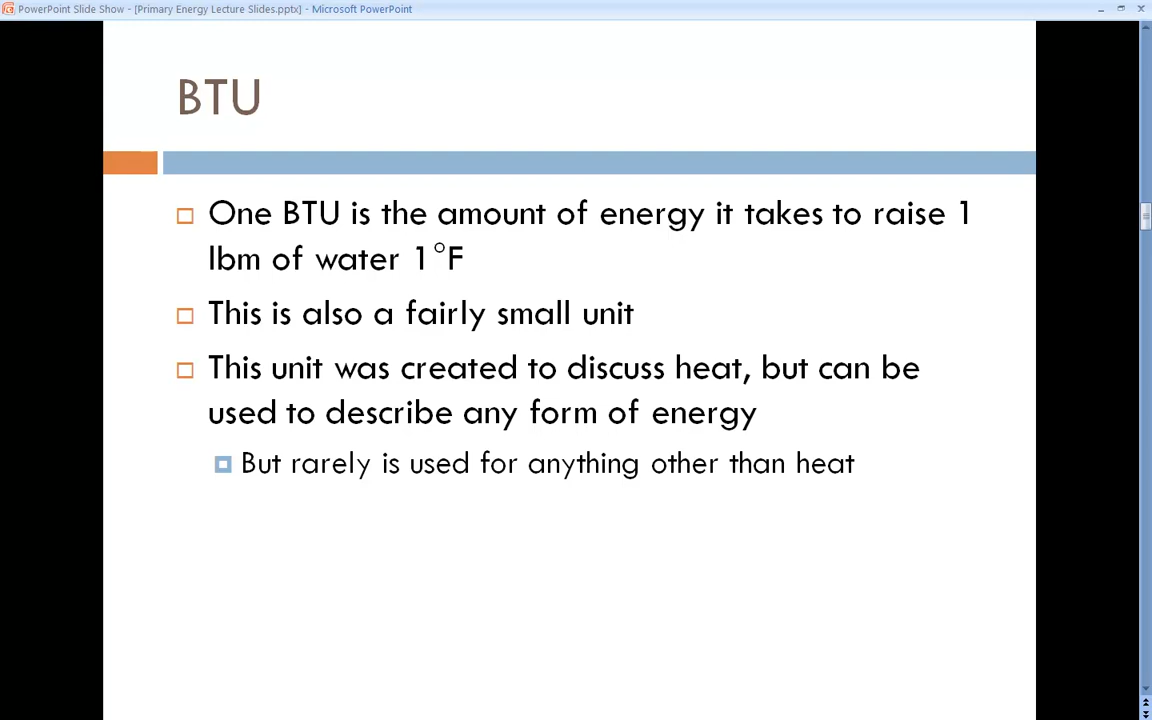 PowerPoint Slide Show - [Primary Energy Lecture Slides.pptx] - Microsoft PowerPoint
BTU
One BTU is the amount of energy it takes to raise 1
lbm of water 1°F
This is also a fairly small unit
This unit was created to discuss heat, but can be
used to describe any form of energy
But rarely is used for anything other than heat